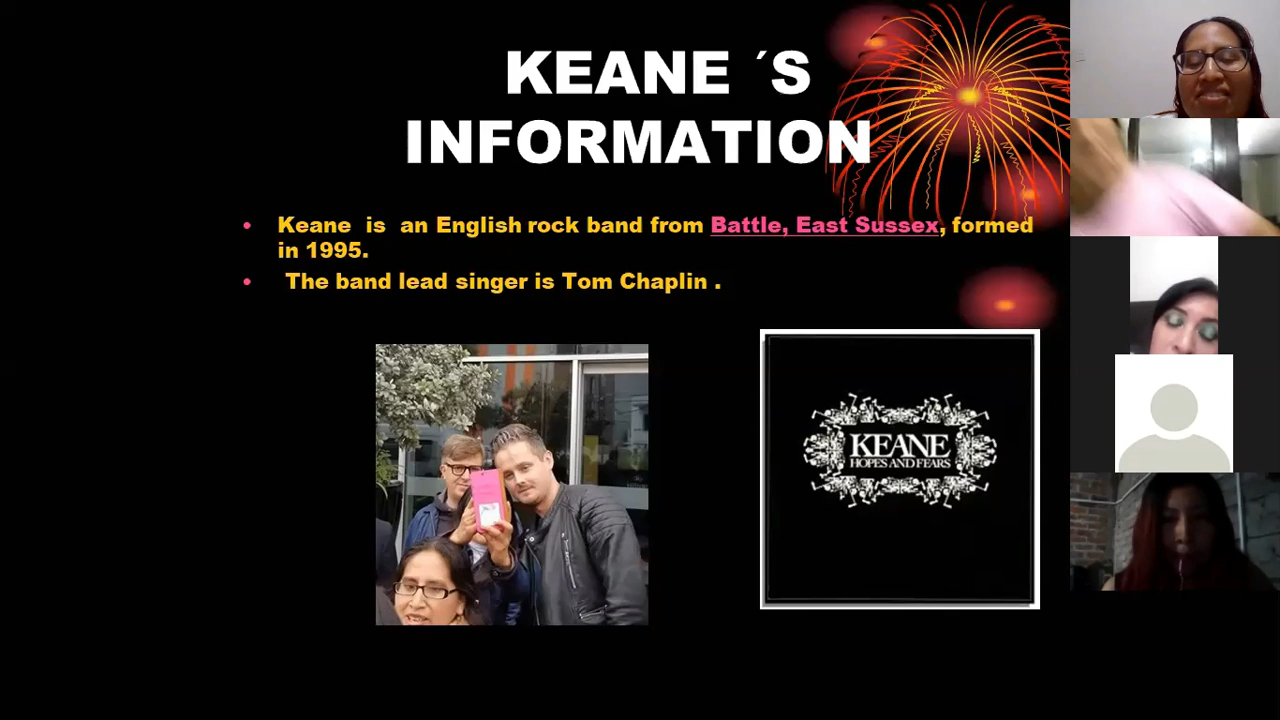 KEANE ´S
INFORMATION
• Keane is an English rock band from Battle, East Sussex, formed
in 1995.
• The band lead singer is Tom Chaplin .
KEANE
HOPES AND FEARS